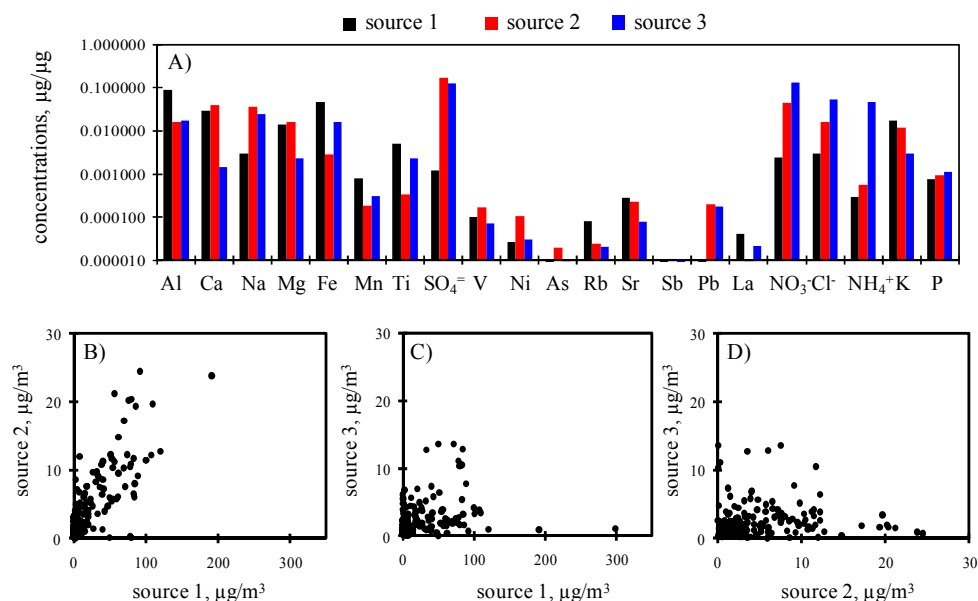 source 1 source 2 source 3
A)
concentrations, µg/µg
1.000000
0.100000
0.010000
0.001000
0.000100
0.000010
Al Ca Na Mg Fe Mn Ti SO₄⁼ V Ni As Rb Sr Sb Pb La NO₃⁻ Cl⁻ NH₄⁺ K P
B)
source 2, µg/m³
30
20
10
0
0 100 200 300
source 1, µg/m³
C)
source 3, µg/m³
30
20
10
0
0 100 200 300
source 1, µg/m³
D)
source 3, µg/m³
30
20
10
0
0 10 20 30
source 2, µg/m³